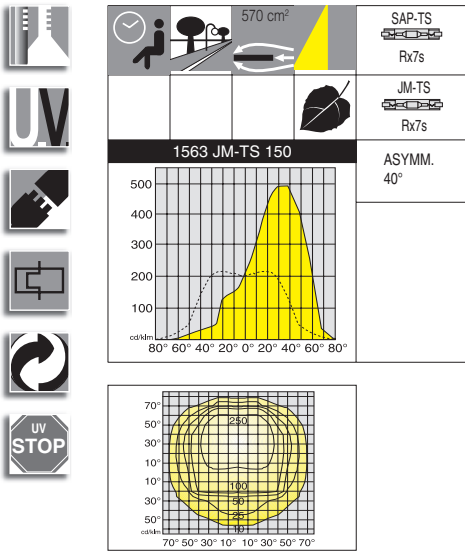 570 cm²
SAP-TS
Rx7s
U.V.
JM-TS
Rx7s
1563 JM-TS 150
ASYMM.
40°
500
400
300
200
100
cd/klm
80° 60° 40° 20° 0° 20° 40° 60° 80°
UV
STOP
70°
50°
30°
10°
10°
30°
50°
cd/klm
250
100
50
25
10
70° 50° 30° 10° 10° 30° 50° 70°